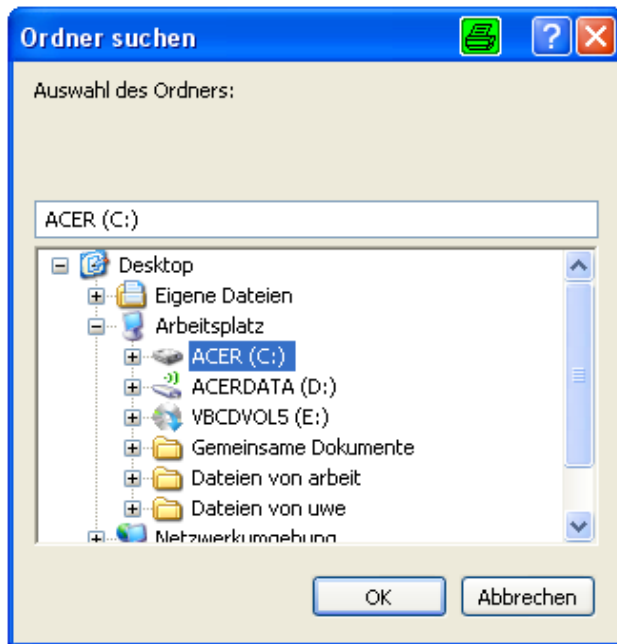 Ordner suchen
Auswahl des Ordners:
ACER (C:)
Desktop
Eigene Dateien
Arbeitsplatz
ACER (C:)
ACERDATA (D:)
VBCDVOL5 (E:)
Gemeinsame Dokumente
Dateien von arbeit
Dateien von uwe
Netzwerkumgebung
OK
Abbrechen